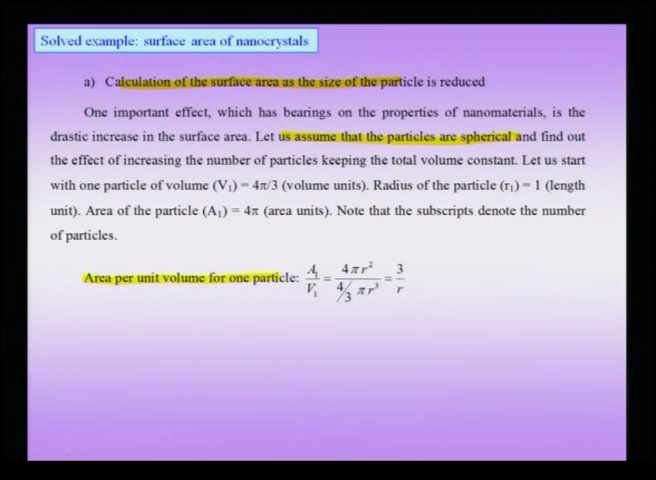 Solved example: surface area of nanocrystals
a) Calculation of the surface area as the size of the particle is reduced
One important effect, which has bearings on the properties of nanomaterials, is the
drastic increase in the surface area. Let us assume that the particles are spherical and find out
the effect of increasing the number of particles keeping the total volume constant. Let us start
with one particle of volume (V₁) = 4π/3 (volume units). Radius of the particle (r₁) = 1 (length
unit). Area of the particle (A₁) = 4π (area units). Note that the subscripts denote the number
of particles.
Area per unit volume for one particle: A₁/V₁ = 4πr²/(4/3 πr³) = 3/r